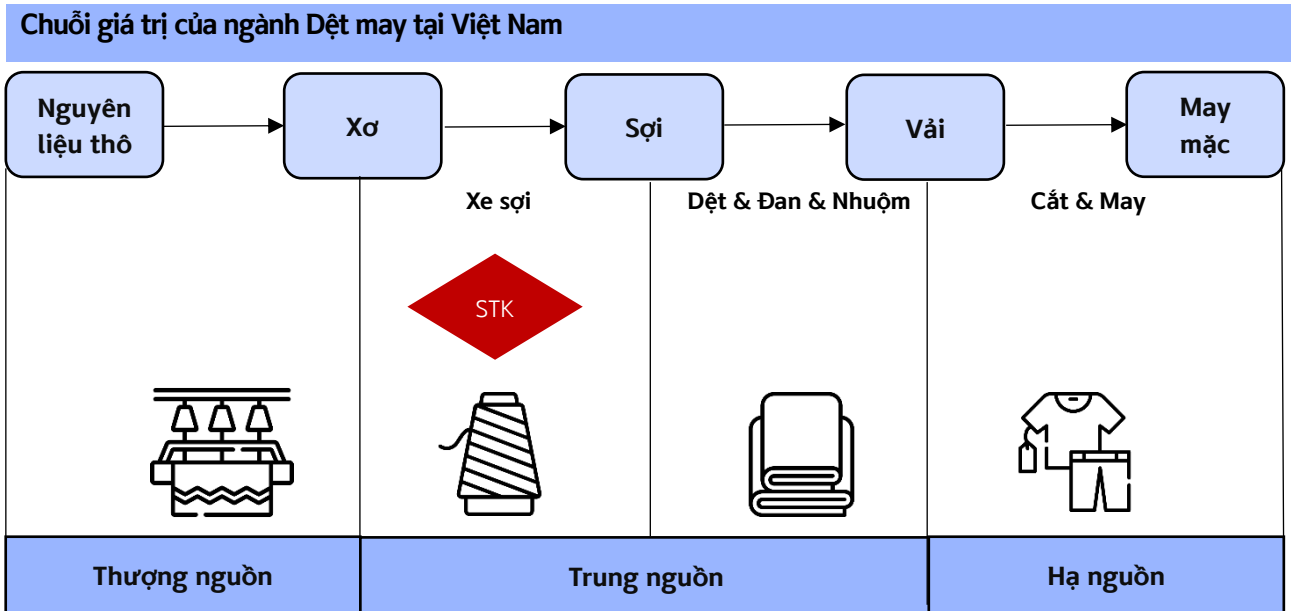 Chuỗi giá trị của ngành Dệt may tại Việt Nam
Nguyên
liệu thô
Xơ
Sợi
Vải
May
mặc
Xe sợi
Dệt & Đan & Nhuộm
Cắt & May
STK
Thượng nguồn
Trung nguồn
Hạ nguồn